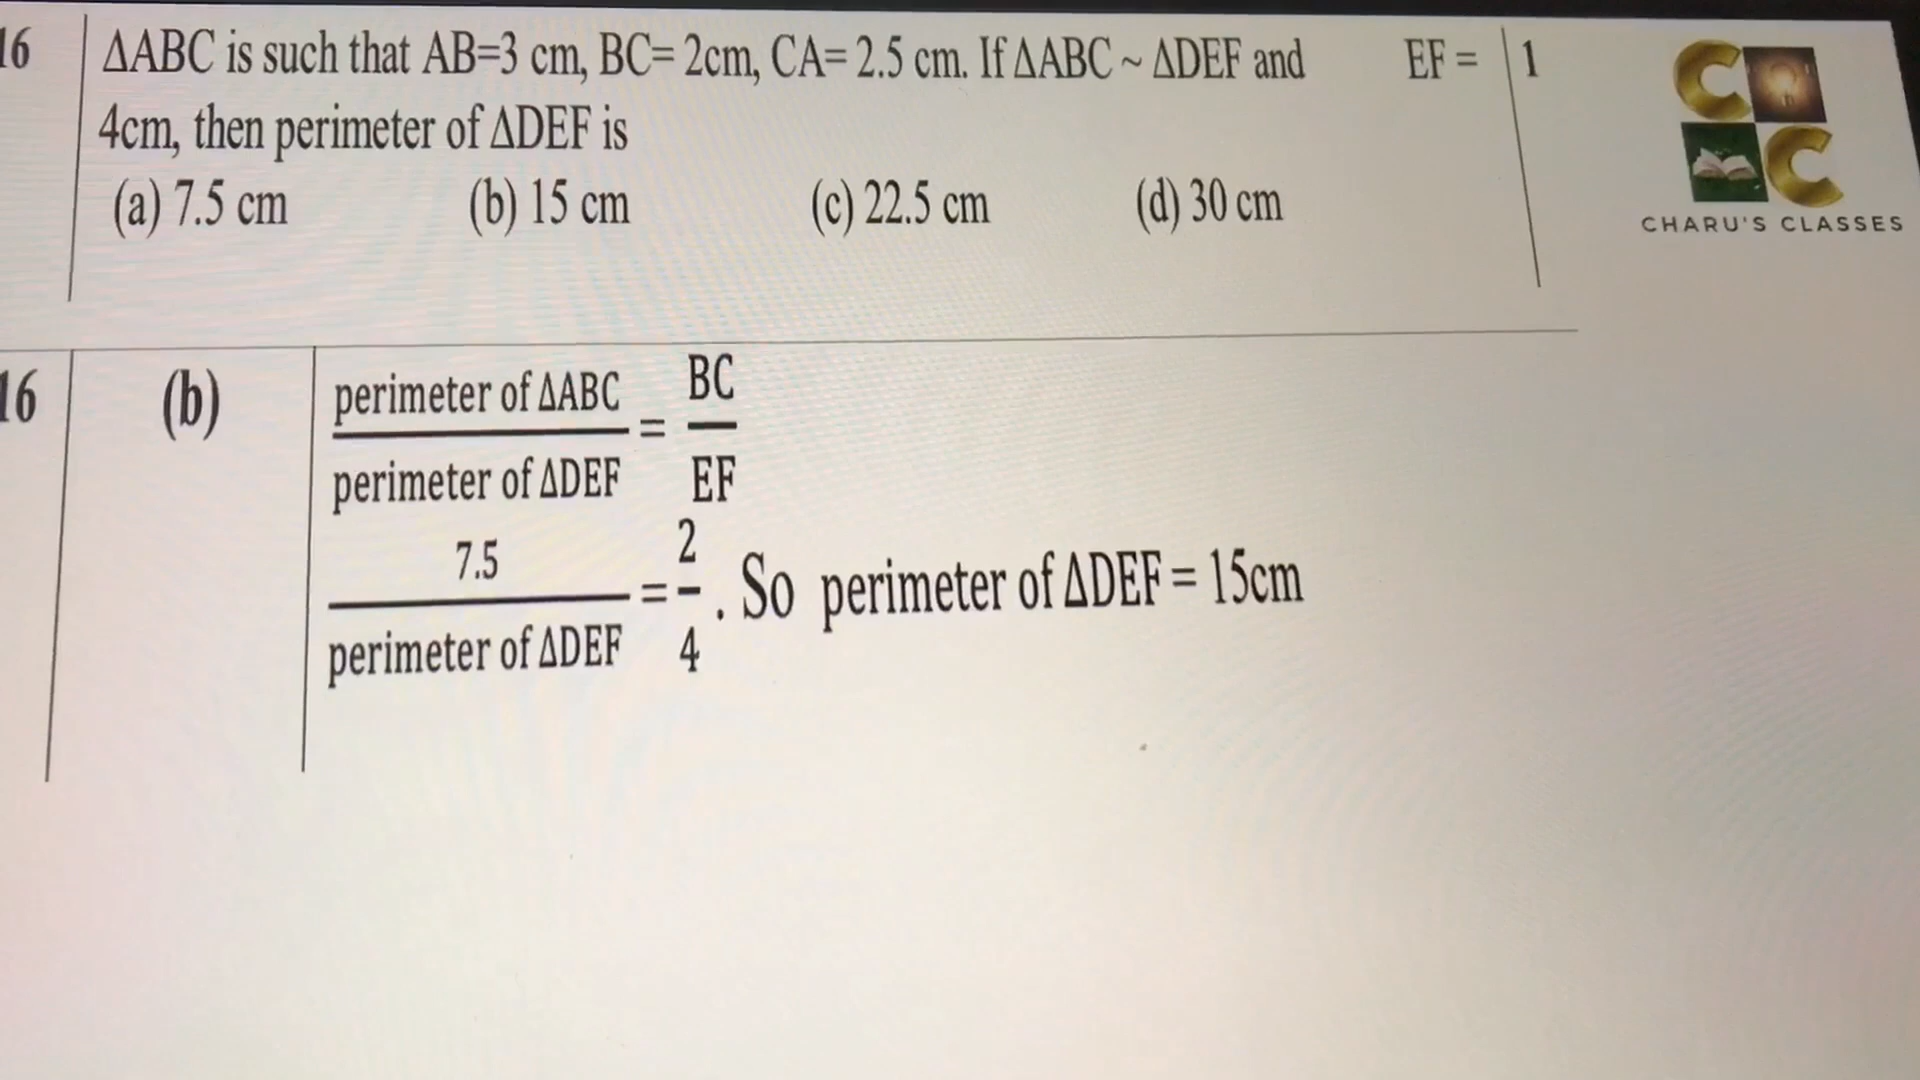 16 ΔABC is such that AB=3 cm, BC= 2cm, CA= 2.5 cm. If ΔABC ~ ΔDEF and EF = 1
4cm, then perimeter of ΔDEF is
(a) 7.5 cm (b) 15 cm (c) 22.5 cm (d) 30 cm
CHARU'S CLASSES
16 (b) perimeter of ΔABC / perimeter of ΔDEF = BC / EF
7.5 / perimeter of ΔDEF = 2 / 4 . So perimeter of ΔDEF = 15cm